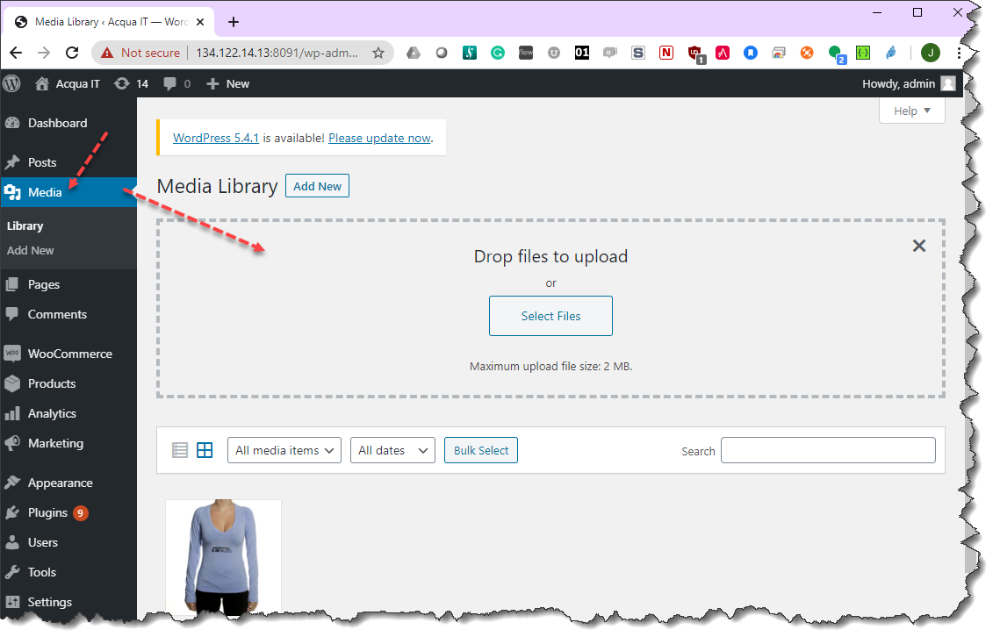 Media Library ‹ Acqua IT — Word
Not secure 134.122.14.13:8091/wp-adm...
flow 01 S N 1 A 2 J
Acqua IT 14 0 New Howdy, admin
Help
Dashboard
WordPress 5.4.1 is available! Please update now.
Posts
Media
Media Library Add New
Library
Add New
Drop files to upload
or
Select Files
Maximum upload file size: 2 MB.
Pages
Comments
woo WooCommerce
Products
Analytics
Marketing
All media items All dates Bulk Select Search
Appearance
Plugins 9
Users
Tools
Settings